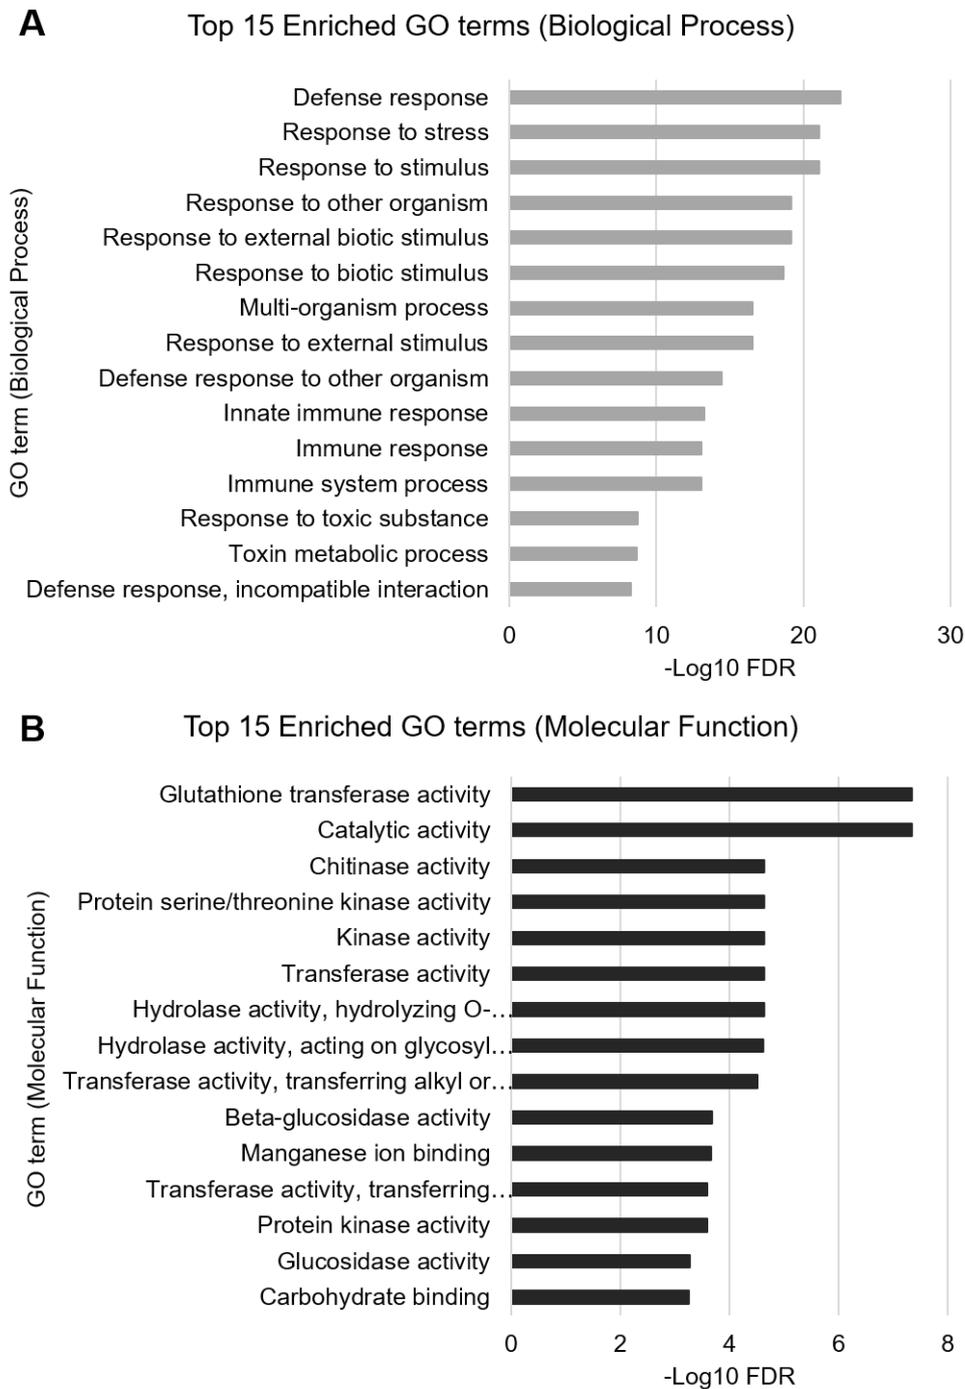 A
Top 15 Enriched GO terms (Biological Process)
GO term (Biological Process)
Defense response
Response to stress
Response to stimulus
Response to other organism
Response to external biotic stimulus
Response to biotic stimulus
Multi-organism process
Response to external stimulus
Defense response to other organism
Innate immune response
Immune response
Immune system process
Response to toxic substance
Toxin metabolic process
Defense response, incompatible interaction
0 10 20 30
-Log10 FDR
B
Top 15 Enriched GO terms (Molecular Function)
GO term (Molecular Function)
Glutathione transferase activity
Catalytic activity
Chitinase activity
Protein serine/threonine kinase activity
Kinase activity
Transferase activity
Hydrolase activity, hydrolyzing O-…
Hydrolase activity, acting on glycosyl…
Transferase activity, transferring alkyl or…
Beta-glucosidase activity
Manganese ion binding
Transferase activity, transferring…
Protein kinase activity
Glucosidase activity
Carbohydrate binding
0 2 4 6 8
-Log10 FDR